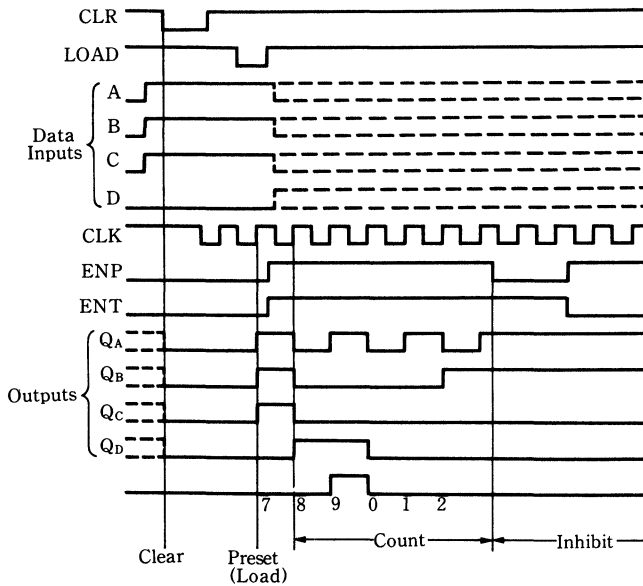 CLR
LOAD
A
B
C
D
Data
Inputs
CLK
ENP
ENT
QA
QB
QC
QD
Outputs
7 8 9 0 1 2
Count
Inhibit
Clear
Preset
(Load)